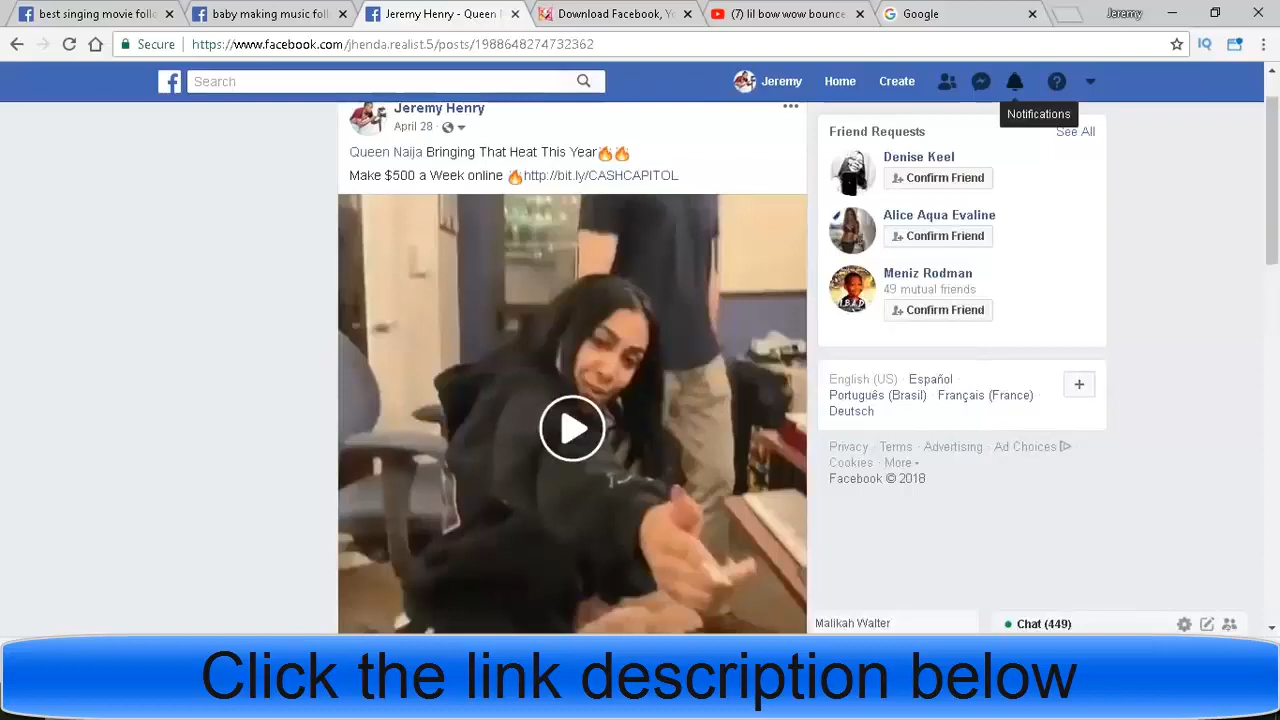 best singing movie follo
baby making music foll
Jeremy Henry - Queen N
Download Facebook, Yo
(7) lil bow wow bounce
Google
Jeremy
Secure
https://www.facebook.com/jhenda.realist.5/posts/1988648274732362
Search
Jeremy
Home
Create
Notifications
Jeremy Henry
April 28
Queen Naija Bringing That Heat This Year🔥🔥
Make $500 a Week online 🔥http://bit.ly/CASHCAPITOL
Friend Requests
See All
Denise Keel
Confirm Friend
Alice Aqua Evaline
Confirm Friend
Meniz Rodman
49 mutual friends
Confirm Friend
English (US) · Español ·
Português (Brasil) · Français (France) ·
Deutsch
Privacy · Terms · Advertising · Ad Choices
Cookies · More
Facebook © 2018
Malikah Walter
Chat (449)
Click the link description below